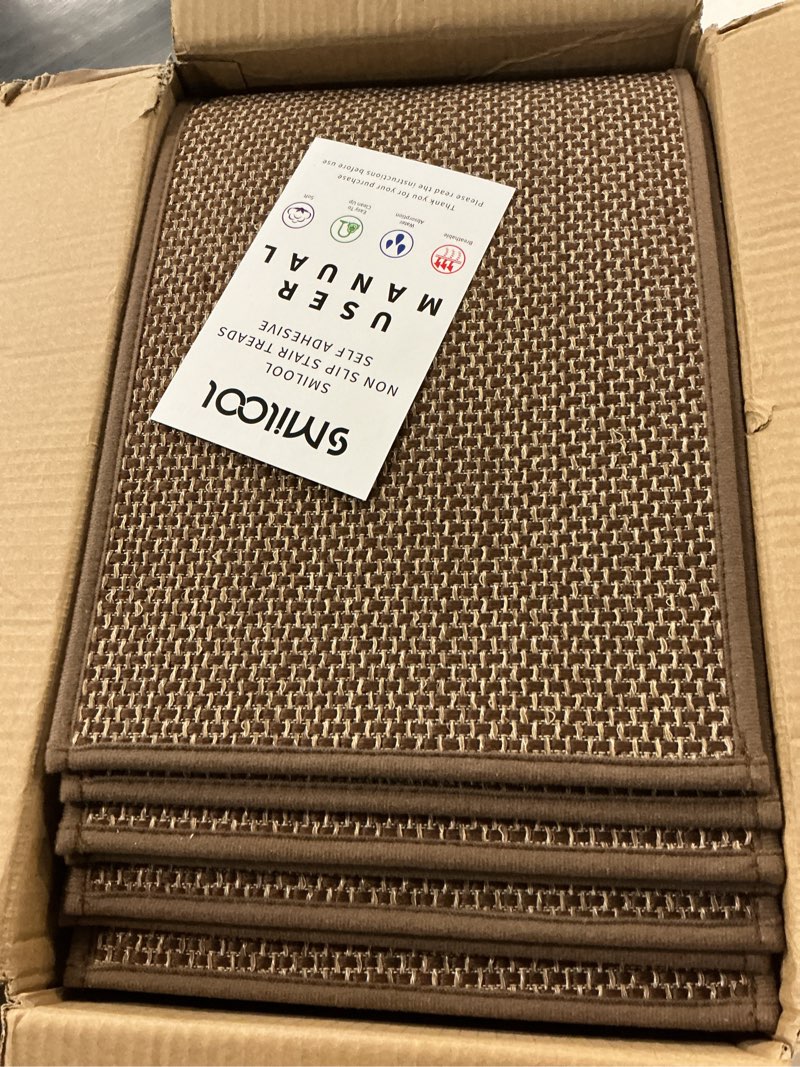 SMILOOL
SMILOOL
NON SLIP STAIR TREADS
SELF ADHESIVE
USER
MANUAL
Breathable
Water
Absorption
Easy To
Clean Up
Soft
Thank you for your purchase
Please read the instructions before use